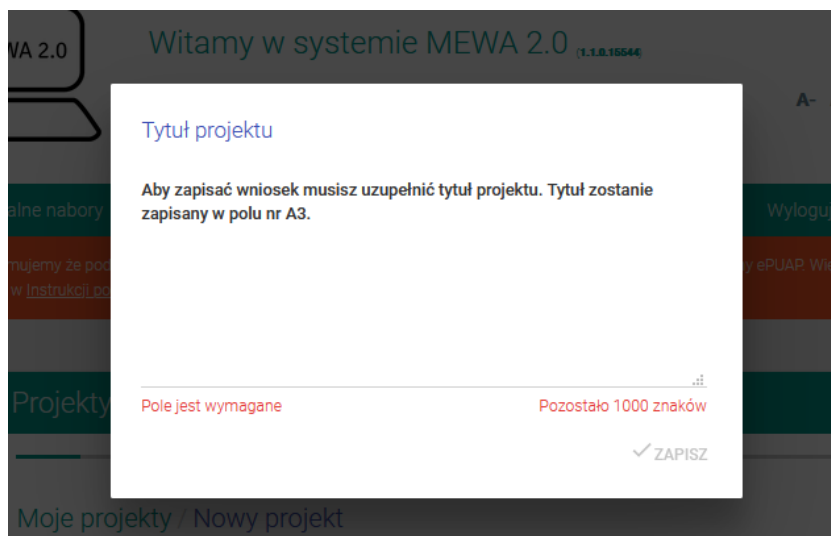 WA 2.0
Witamy w systemie MEWA 2.0 (1.1.0.15544)
A-
Tytuł projektu
Aby zapisać wniosek musisz uzupełnić tytuł projektu. Tytuł zostanie
zapisany w polu nr A3.
alne nabory
Wyloguj
mujemy że pod
y ePUAP. Wię
w Instrukcji po
Projekty
Pole jest wymagane
Pozostało 1000 znaków
ZAPISZ
Moje projekty / Nowy projekt